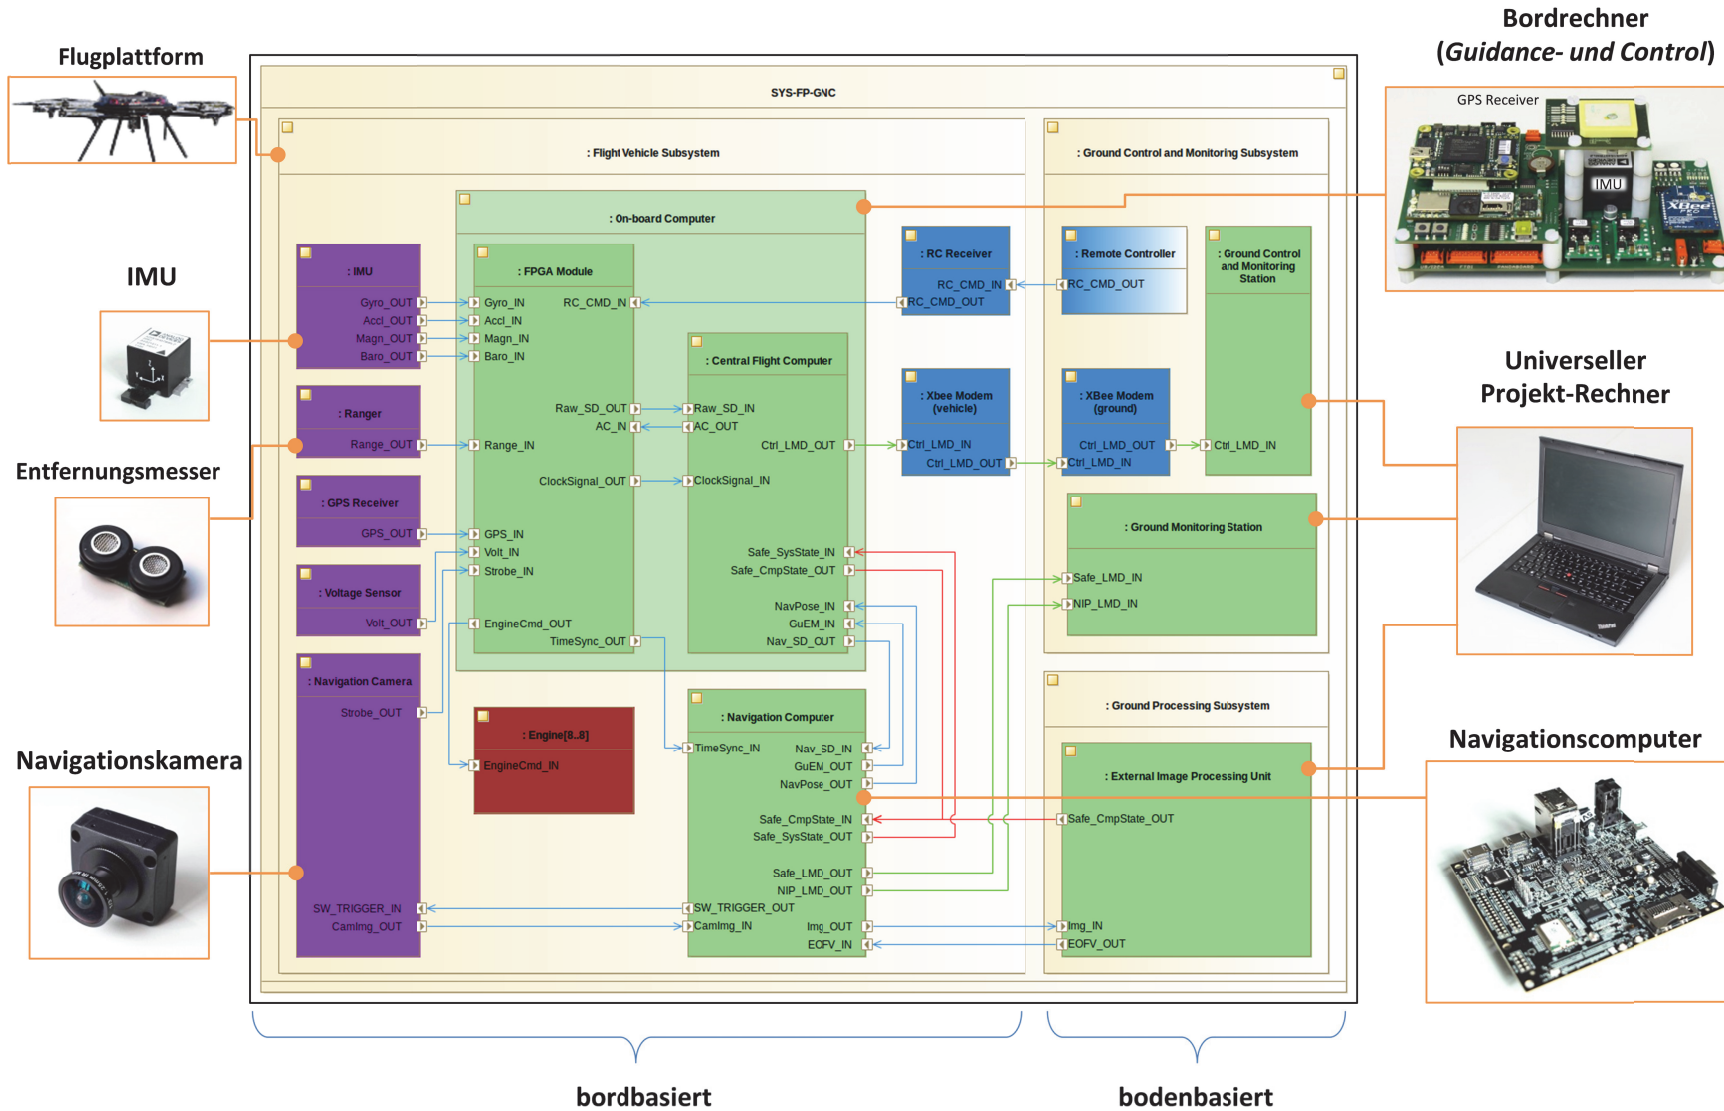 Flugplattform
IMU
Entfernungsmesser
Navigationskamera
SYS-FP-GNC
: Flight Vehicle Subsystem
: On-board Computer
: IMU
Gyro_OUT
Accl_OUT
Magn_OUT
Baro_OUT
: Ranger
Range_OUT
: GPS Receiver
GPS_OUT
: Voltage Sensor
Volt_OUT
: Navigation Camera
Strobe_OUT
SW_TRIGGER_IN
CamImg_OUT
: FPGA Module
Gyro_IN
RC_CMD_IN
Accl_IN
Magn_IN
Baro_IN
Raw_SD_OUT
AC_IN
Range_IN
ClockSignal_OUT
GPS_IN
Volt_IN
Strobe_IN
EngineCmd_OUT
TimeSync_OUT
: Central Flight Computer
Raw_SD_IN
AC_OUT
Ctrl_LMD_OUT
ClockSignal_IN
Safe_SysState_IN
Safe_CmpState_OUT
NavPose_IN
GuEM_IN
Nav_SD_OUT
: Engine[8..8]
EngineCmd_IN
: Navigation Computer
TimeSync_IN
Nav_SD_IN
GuEM_OUT
NavPose_OUT
Safe_CmpState_IN
Safe_SysState_OUT
Safe_LMD_OUT
NIP_LMD_OUT
SW_TRIGGER_OUT
CamImg_IN
Img_OUT
EOFV_IN
: RC Receiver
RC_CMD_IN
RC_CMD_OUT
: Xbee Modem
(vehicle)
Ctrl_LMD_IN
Ctrl_LMD_OUT
: Ground Control and Monitoring Subsystem
: Remote Controller
RC_CMD_OUT
: XBee Modem
(ground)
Ctrl_LMD_OUT
Ctrl_LMD_IN
: Ground Control
and Monitoring
Station
Ctrl_LMD_IN
: Ground Monitoring Station
Safe_LMD_IN
NIP_LMD_IN
: Ground Processing Subsystem
: External Image Processing Unit
Safe_CmpState_OUT
Img_IN
EOFV_OUT
Bordrechner
(Guidance- und Control)
GPS Receiver
IMU
XBee
Universeller
Projekt-Rechner
Navigationscomputer
bordbasiert
bodenbasiert